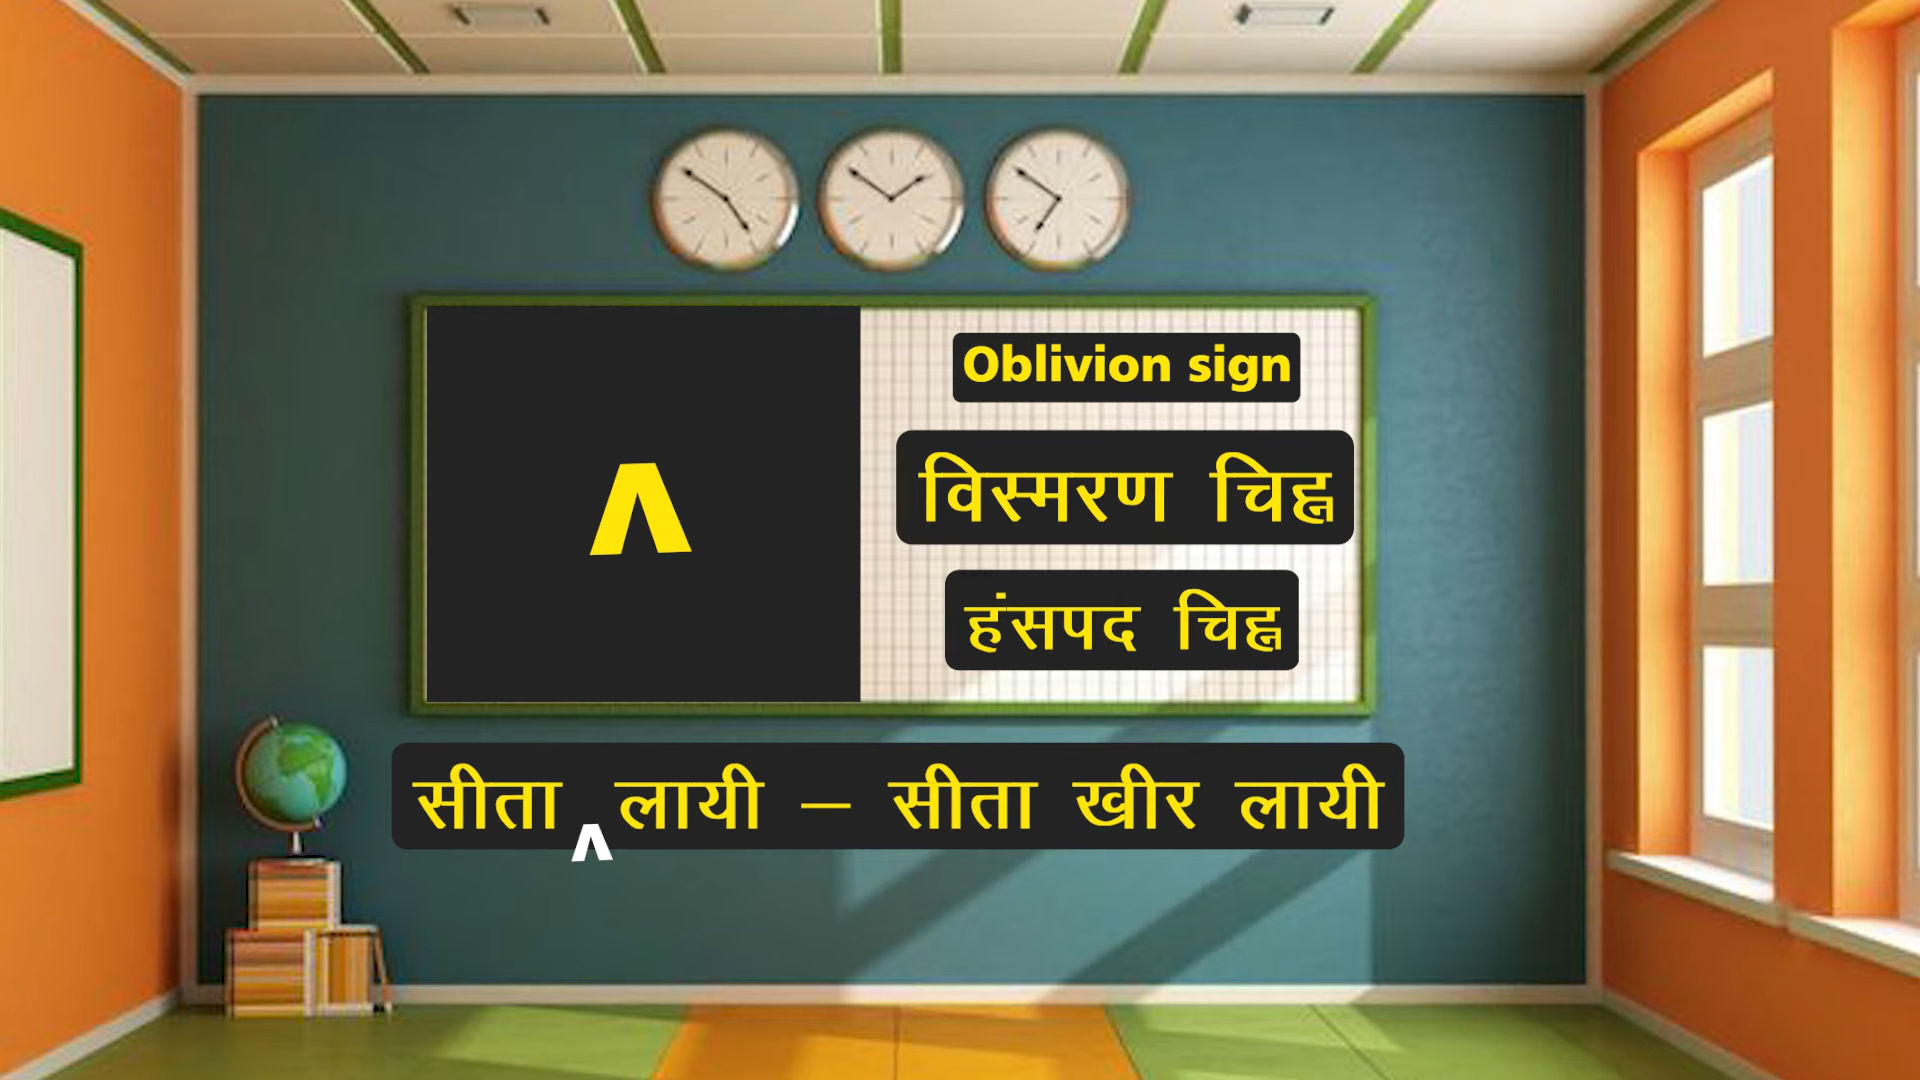 Oblivion sign
^
विस्मरण चिह्न
हंसपद चिह्न
सीता ^ लायी – सीता खीर लायी